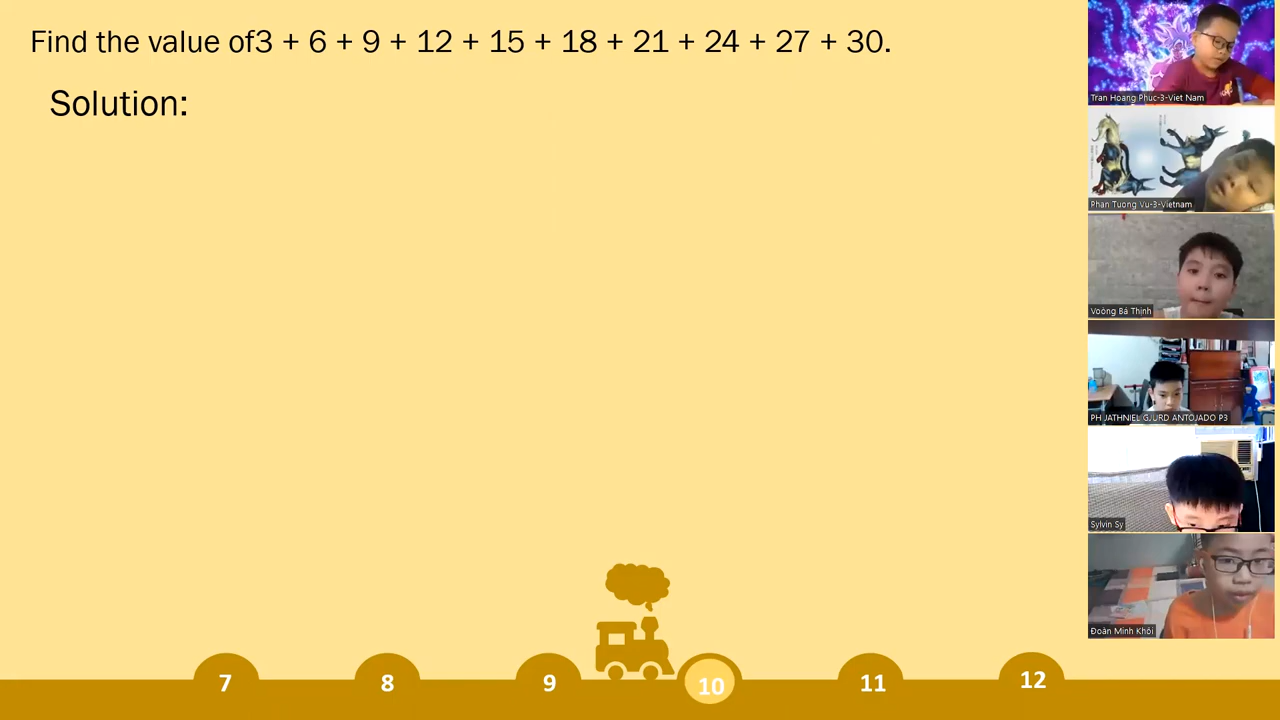 Find the value of3 + 6 + 9 + 12 + 15 + 18 + 21 + 24 + 27 + 30.
Solution:
Tran Hoang Phuc-3-Viet Nam
Phan Tuong Vu-3-Vietnam
Voòng Bá Thịnh
PH JATHNIEL GJURD ANTOJADO P3
Sylvin Sy
Đoàn Minh Khôi
7 8 9 10 11 12